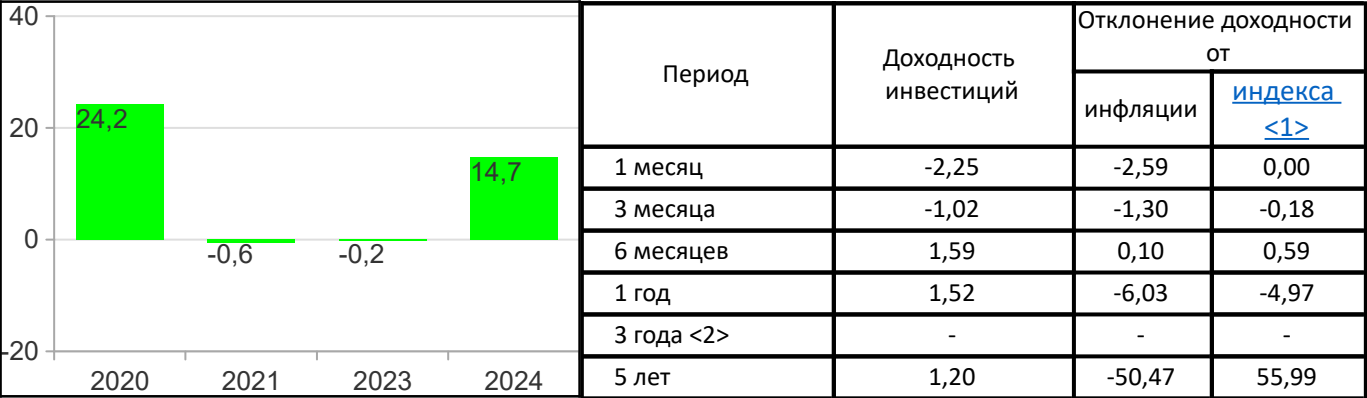 40
20
0
-20
24,2
-0,6
-0,2
14,7
2020 2021 2023 2024
Период
Доходность
инвестиций
Отклонение доходности
от
инфляции
индекса
<1>
1 месяц -2,25 -2,59 0,00
3 месяца -1,02 -1,30 -0,18
6 месяцев 1,59 0,10 0,59
1 год 1,52 -6,03 -4,97
3 года <2> - - -
5 лет 1,20 -50,47 55,99